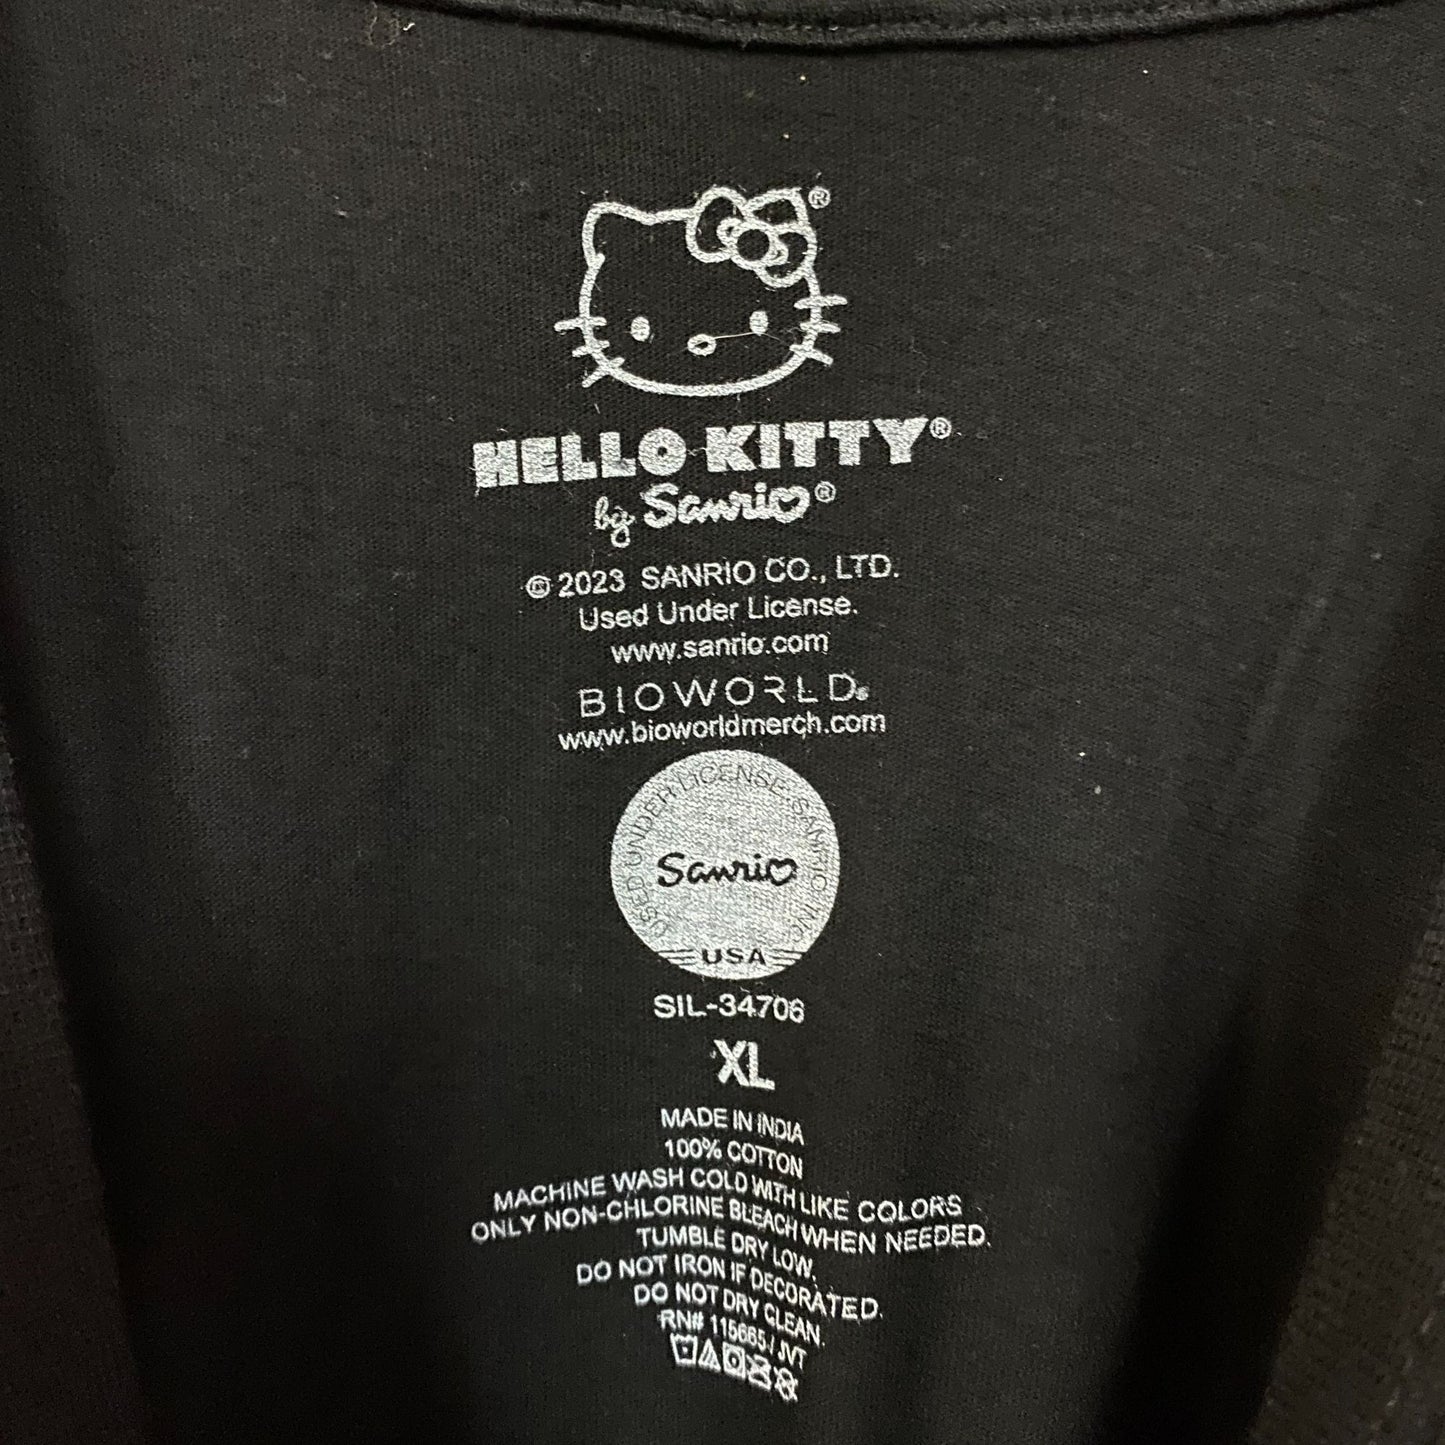 ®
HELLO KITTY®
by Sanrio®
© 2023 SANRIO CO., LTD.
Used Under License.
www.sanrio.com
BIOWORLD®
www.bioworldmerch.com
USED UNDER LICENSE·SANRIO, INC.
Sanrio
USA
SIL-34706
XL
MADE IN INDIA
100% COTTON
MACHINE WASH COLD WITH LIKE COLORS
ONLY NON-CHLORINE BLEACH WHEN NEEDED.
TUMBLE DRY LOW.
DO NOT IRON IF DECORATED.
DO NOT DRY CLEAN.
RN# 115665/ JVT